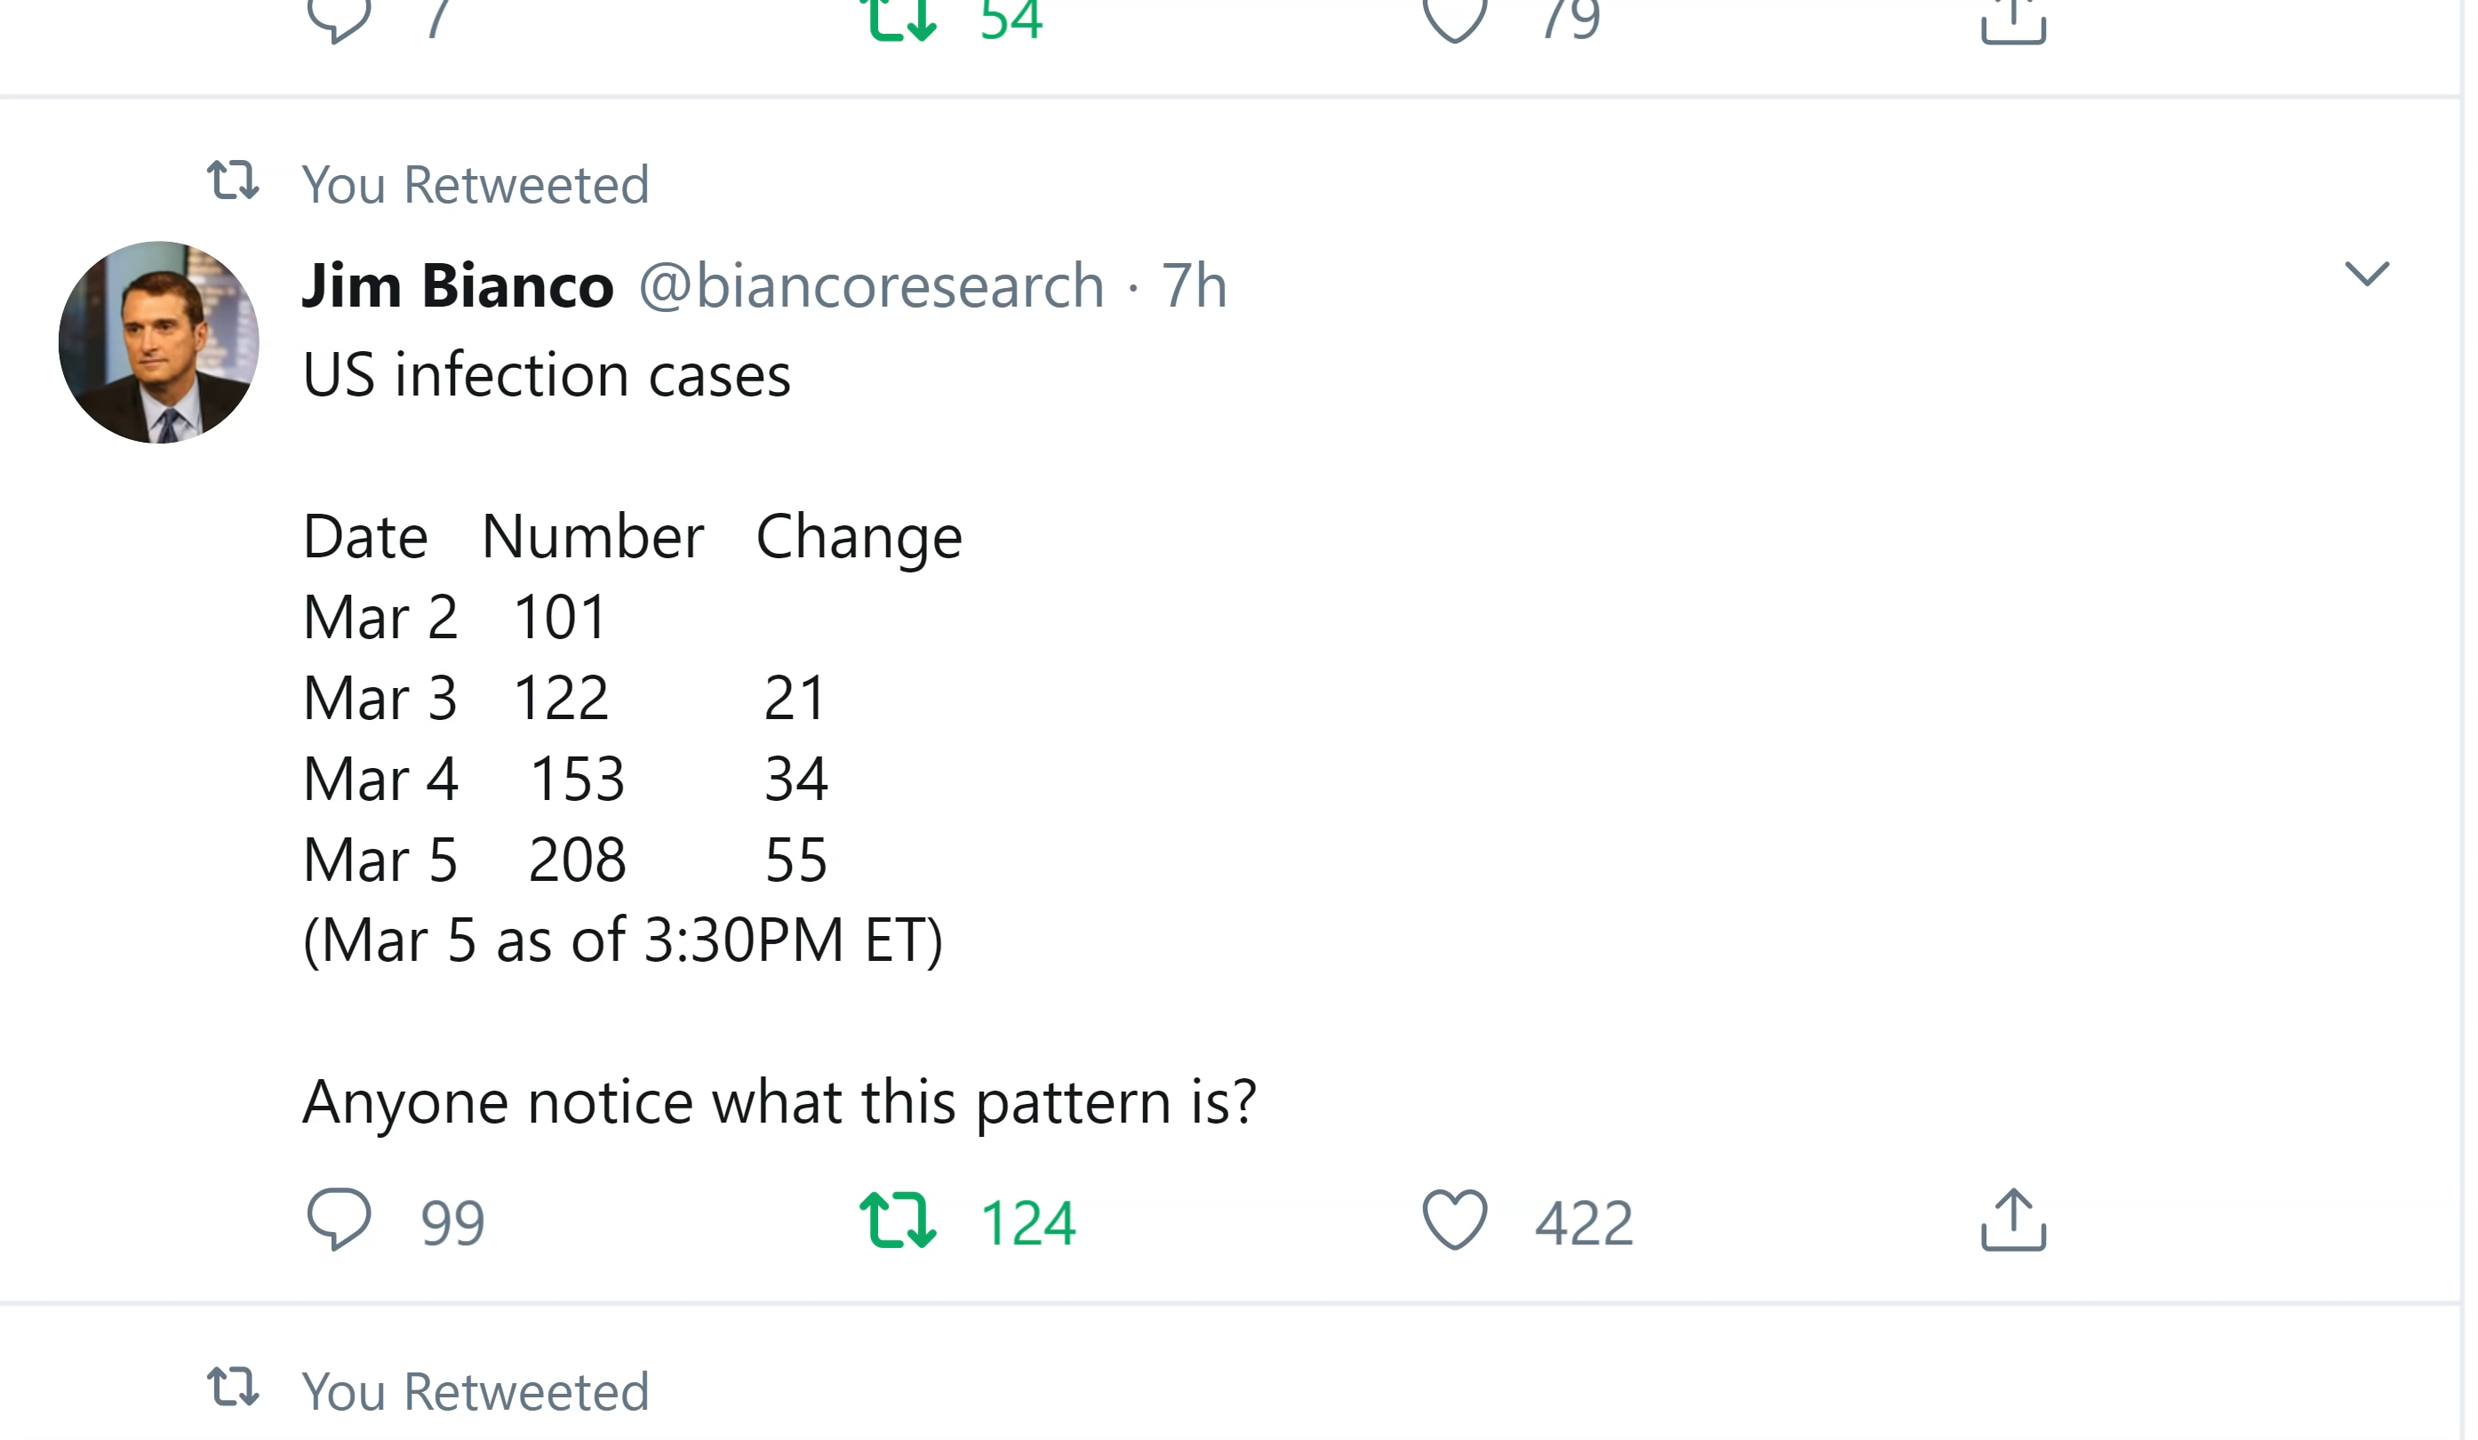 7 54 79
You Retweeted
Jim Bianco @biancoresearch · 7h
US infection cases
Date Number Change
Mar 2 101
Mar 3 122 21
Mar 4 153 34
Mar 5 208 55
(Mar 5 as of 3:30PM ET)
Anyone notice what this pattern is?
99 124 422
You Retweeted